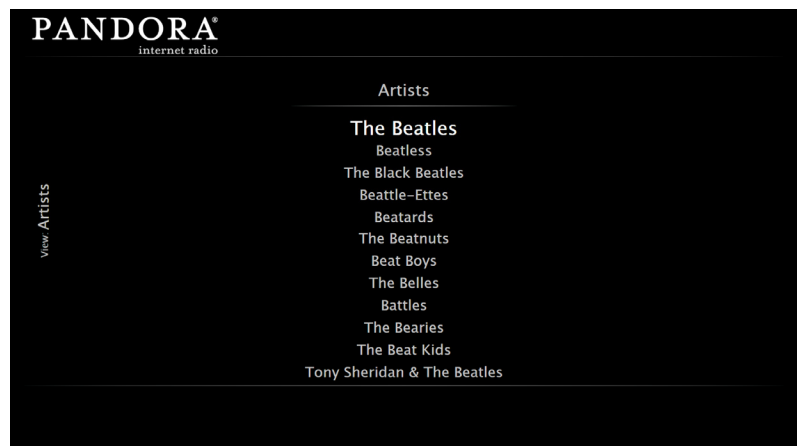 PANDORA®
internet radio
Artists
The Beatles
Beatless
The Black Beatles
Beattle-Ettes
Beatards
The Beatnuts
Beat Boys
The Belles
Battles
The Bearies
The Beat Kids
Tony Sheridan & The Beatles
View: Artists